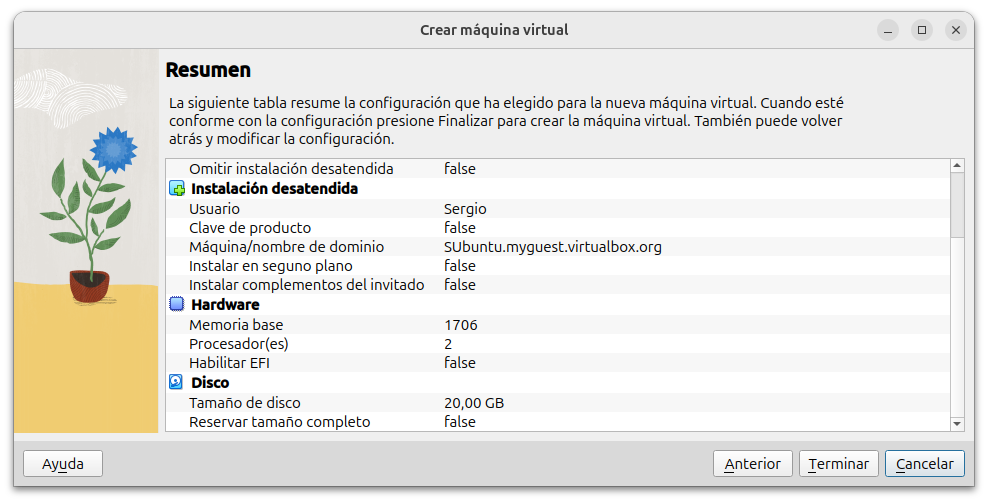 Crear máquina virtual
Resumen
La siguiente tabla resume la configuración que ha elegido para la nueva máquina virtual. Cuando esté
conforme con la configuración presione Finalizar para crear la máquina virtual. También puede volver
atrás y modificar la configuración.
Omitir instalación desatendida false
Instalación desatendida
Usuario Sergio
Clave de producto false
Máquina/nombre de dominio SUbuntu.myguest.virtualbox.org
Instalar en seguno plano false
Instalar complementos del invitado false
Hardware
Memoria base 1706
Procesador(es) 2
Habilitar EFI false
Disco
Tamaño de disco 20,00 GB
Reservar tamaño completo false
Ayuda Anterior Terminar Cancelar